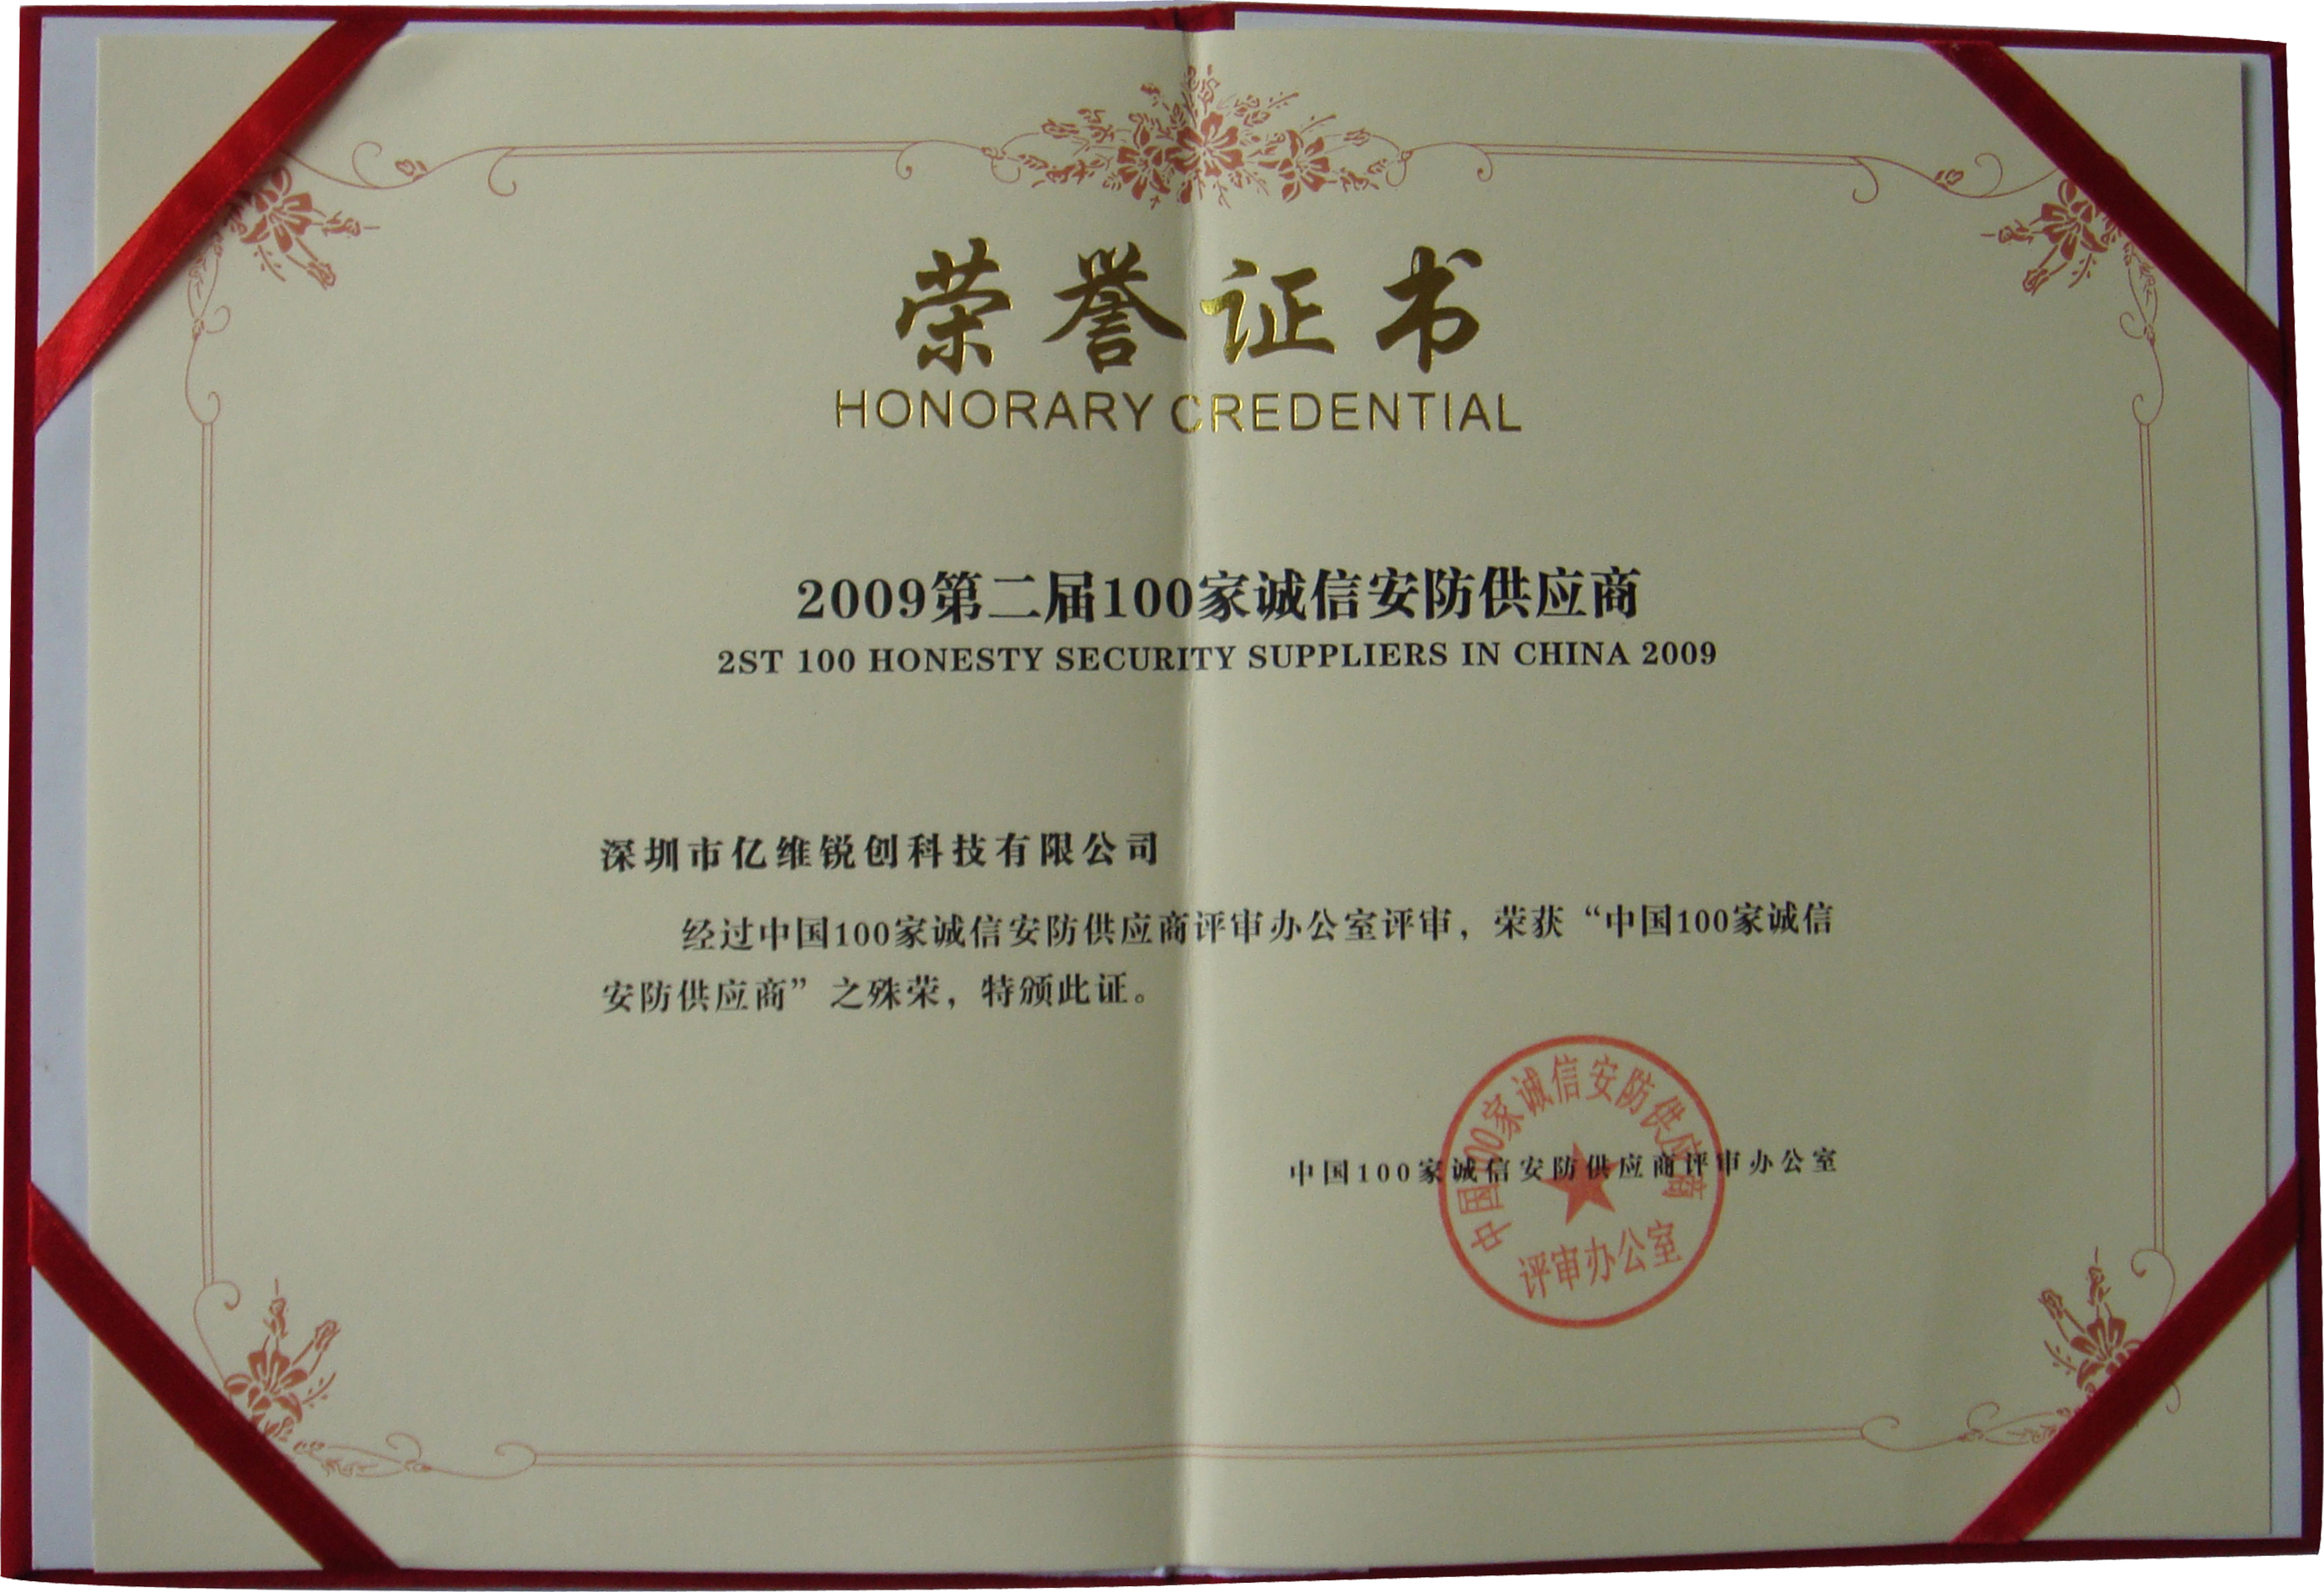 荣誉证书
HONORARY CREDENTIAL
2009第二届100家诚信安防供应商
2ST 100 HONESTY SECURITY SUPPLIERS IN CHINA 2009
深圳市亿维锐创科技有限公司
经过中国100家诚信安防供应商评审办公室评审，荣获“中国100家诚信
安防供应商”之殊荣，特颁此证。
中国100家诚信安防供应商评审办公室
中国100家诚信安防供应商
评审办公室